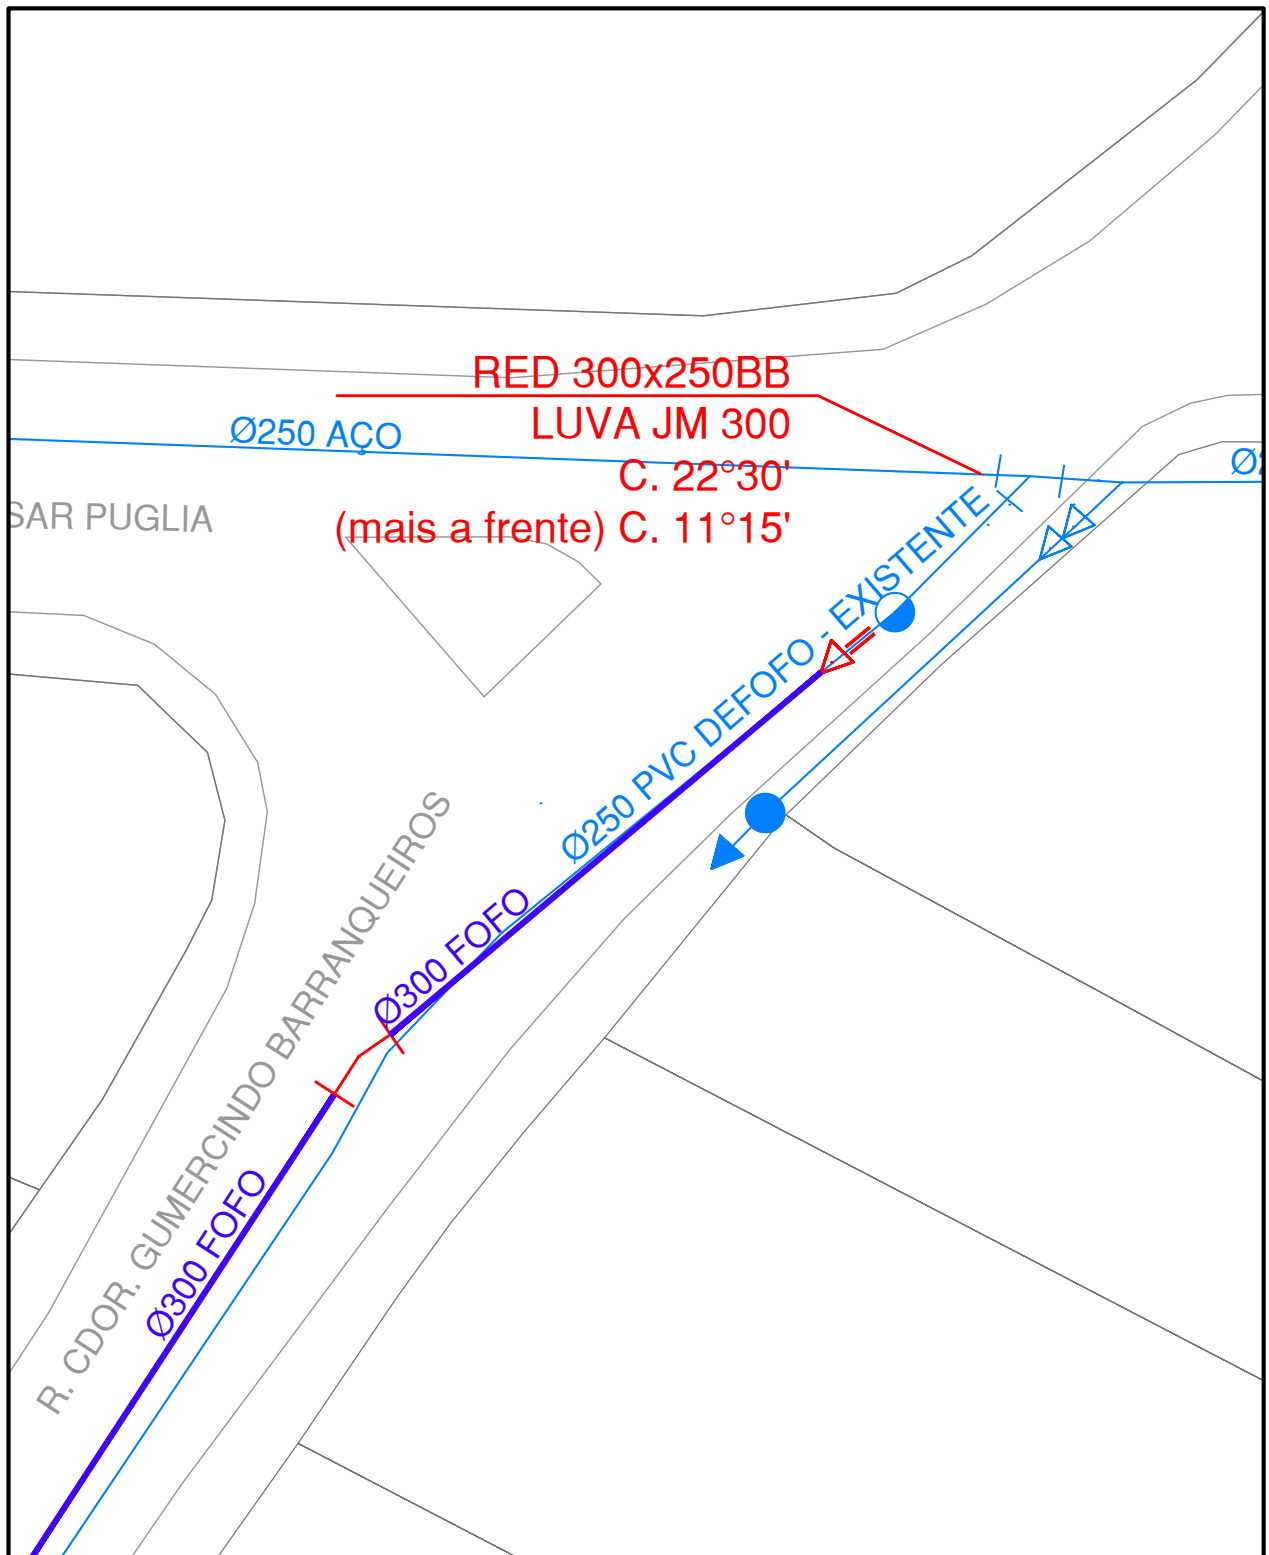 RED 300x250BB
LUVA JM 300
C. 22°30'
(mais a frente) C. 11°15'
Ø250 AÇO
SAR PUGLIA
Ø250 PVC DEFOFO - EXISTENTE
Ø300 FOFO
R. CDOR. GUMERCINDO BARRANQUEIROS
Ø300 FOFO